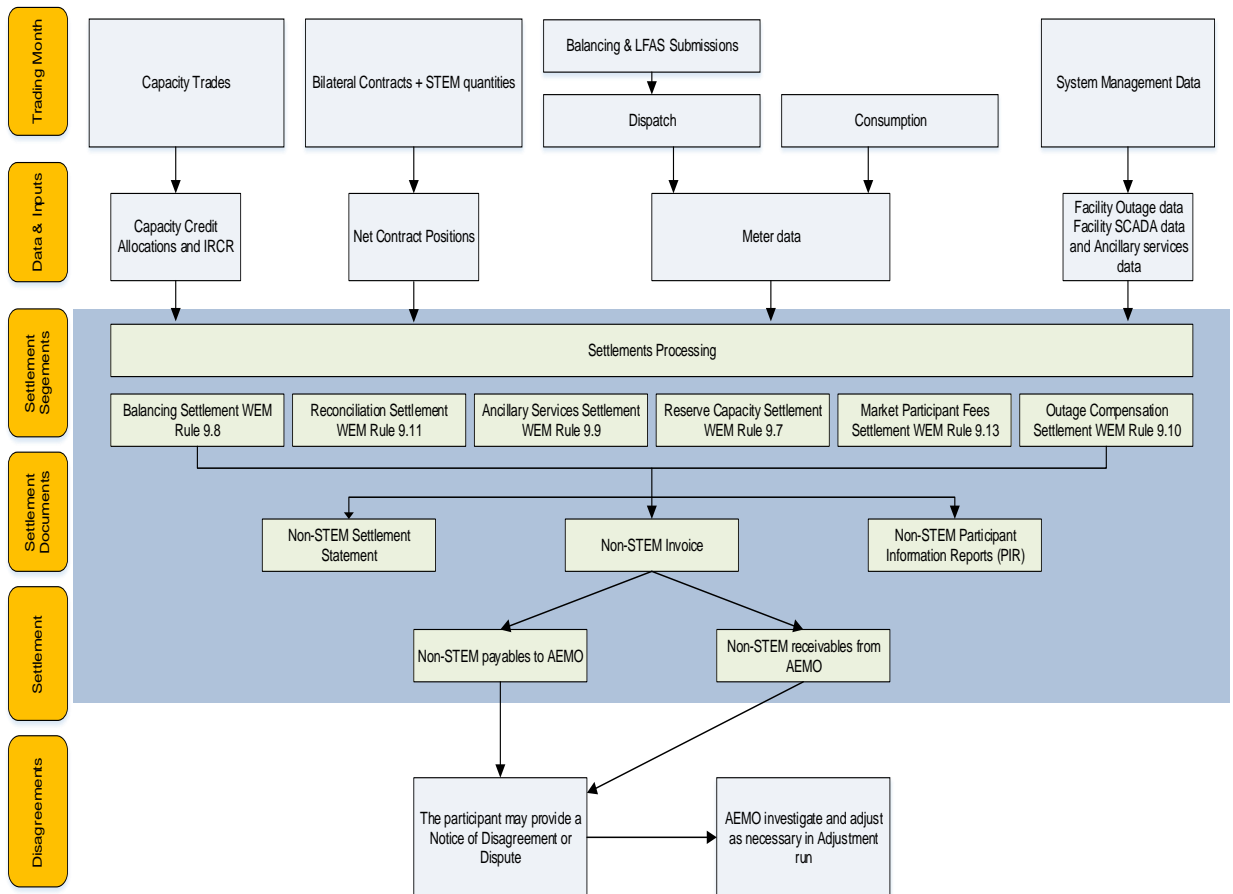 Trading Month
Capacity Trades
Bilateral Contracts + STEM quantities
Balancing & LFAS Submissions
Dispatch
Consumption
System Management Data
Data & Inputs
Capacity Credit
Allocations and IRCR
Net Contract Positions
Meter data
Facility Outage data
Facility SCADA data
and Ancillary services
data
Settlement
Segements
Settlements Processing
Balancing Settlement WEM
Rule 9.8
Reconciliation Settlement
WEM Rule 9.11
Ancillary Services Settlement
WEM Rule 9.9
Reserve Capacity Settlement
WEM Rule 9.7
Market Participant Fees
Settlement WEM Rule 9.13
Outage Compensation
Settlement WEM Rule 9.10
Settlement
Documents
Non-STEM Settlement
Statement
Non-STEM Invoice
Non-STEM Participant
Information Reports (PIR)
Settlement
Non-STEM payables to AEMO
Non-STEM receivables from
AEMO
Disagreements
The participant may provide a
Notice of Disagreement or
Dispute
AEMO investigate and adjust
as necessary in Adjustment
run